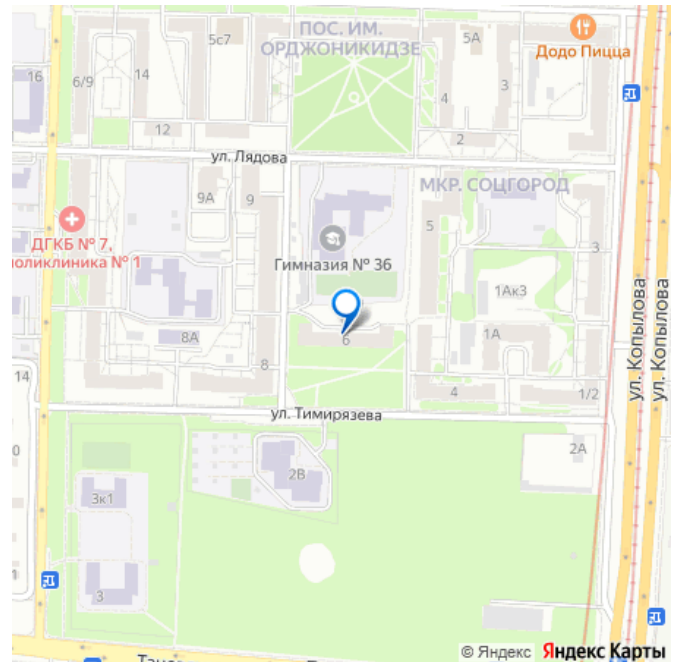 ПОС. ИМ.
ОРДЖОНИКИДЗЕ
5с7
5А
Додо Пицца
16
6/9
14
4
3
12
2
ул. Лядова
МКР. СОЦГОРОД
9А
9
5
ДГКБ № 7,
поликлиника № 1
Гимназия № 36
3
1Ак3
8А
6
1А
8
14
4
1/2
ул. Копылова
ул. Копылова
ул. Тимирязева
2А
2В
3к1
3
© Яндекс Яндекс Карты